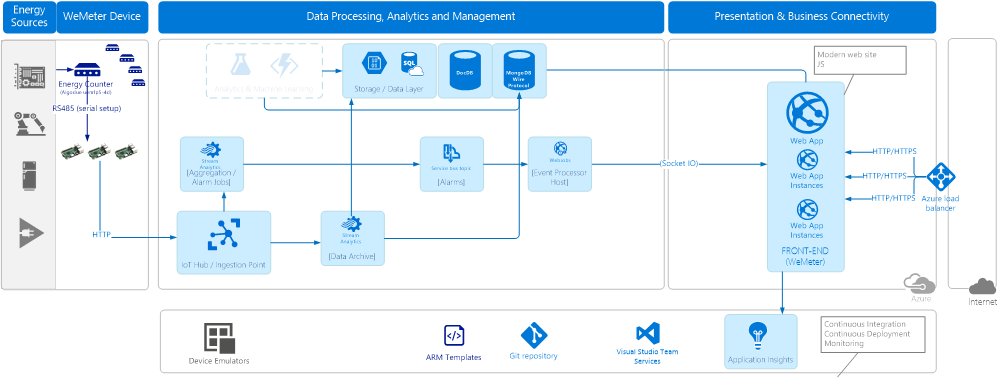 Energy
Sources
WeMeter Device
Data Processing, Analytics and Management
Presentation & Business Connectivity
Modern web site
JS
Energy Counter
RS485 (serial setup)
Analytics & Machine Learning
SQL
Storage / Data Layer
DocDB
MongoDB
Wire
Protocol
Web App
Stream
Analytics
[Aggregation /
Alarm Jobs]
Service bus topic
[Alarms]
WebJobs
[Event Processor
Host]
(Socket IO)
Web App
Instances
HTTP/HTTPS
HTTP/HTTPS
HTTP/HTTPS
Azure load
balancer
Web App
Instances
FRONT-END
(WeMeter)
HTTP
IoT Hub / Ingestion Point
Stream
Analytics
[Data Archive]
Azure
Internet
Device Emulators
ARM Templates
Git repository
Visual Studio Team
Services
Application Insights
Continuous Integration
Continuous Deployment
Monitoring